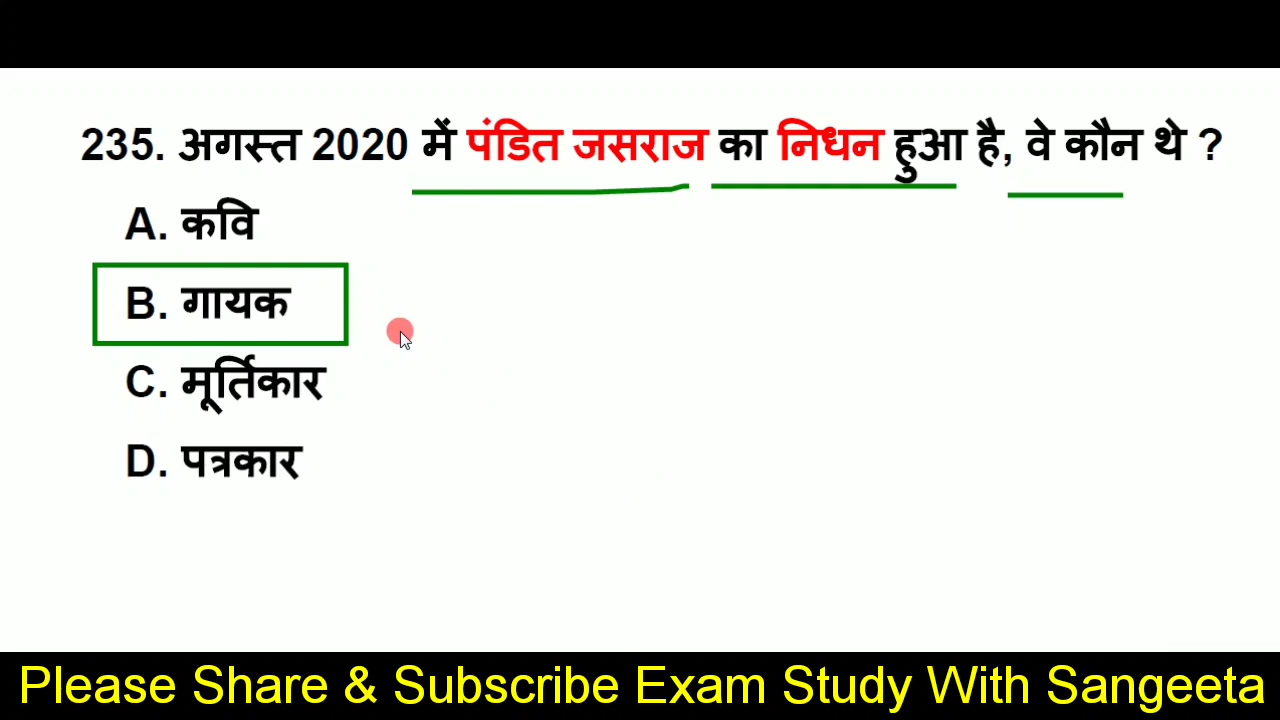 235. अगस्त 2020 में पंडित जसराज का निधन हुआ है, वे कौन थे ?
A. कवि
B. गायक
C. मूर्तिकार
D. पत्रकार
Please Share & Subscribe Exam Study With Sangeeta